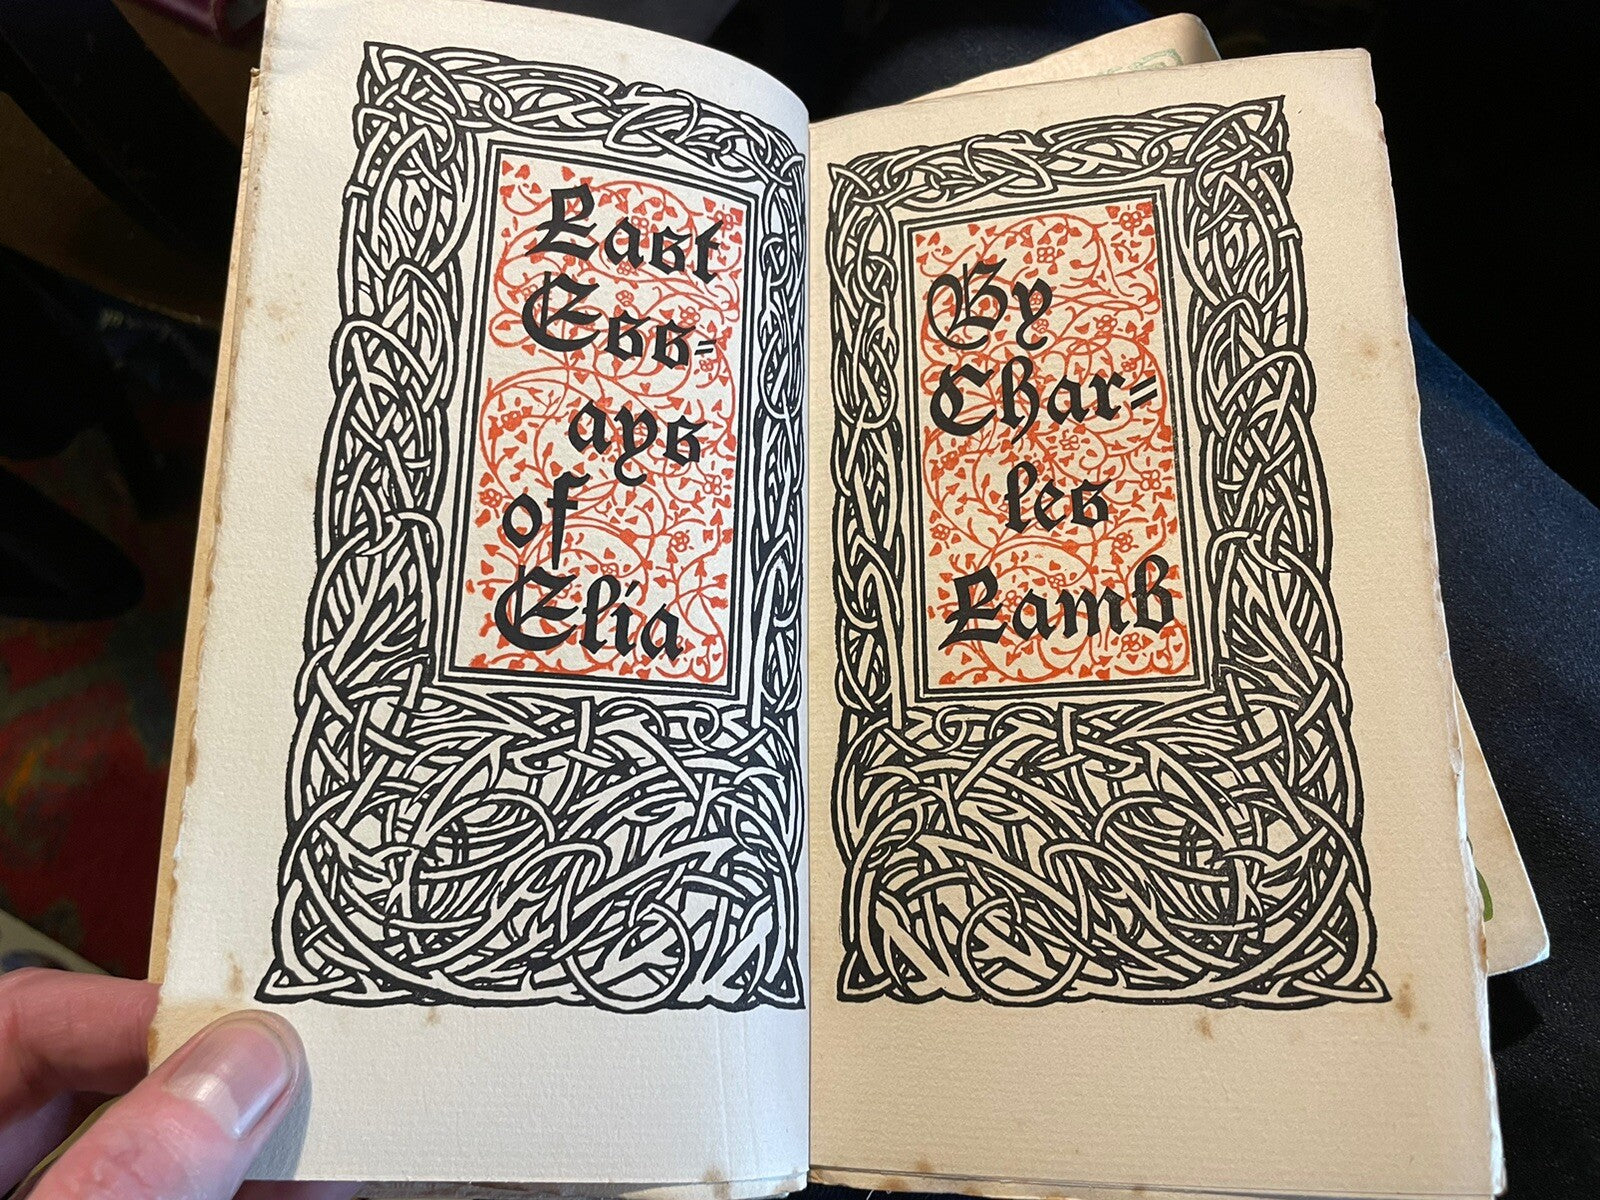 Last
Ess=
ays
of
Elia
By
Char=
les
Lamb